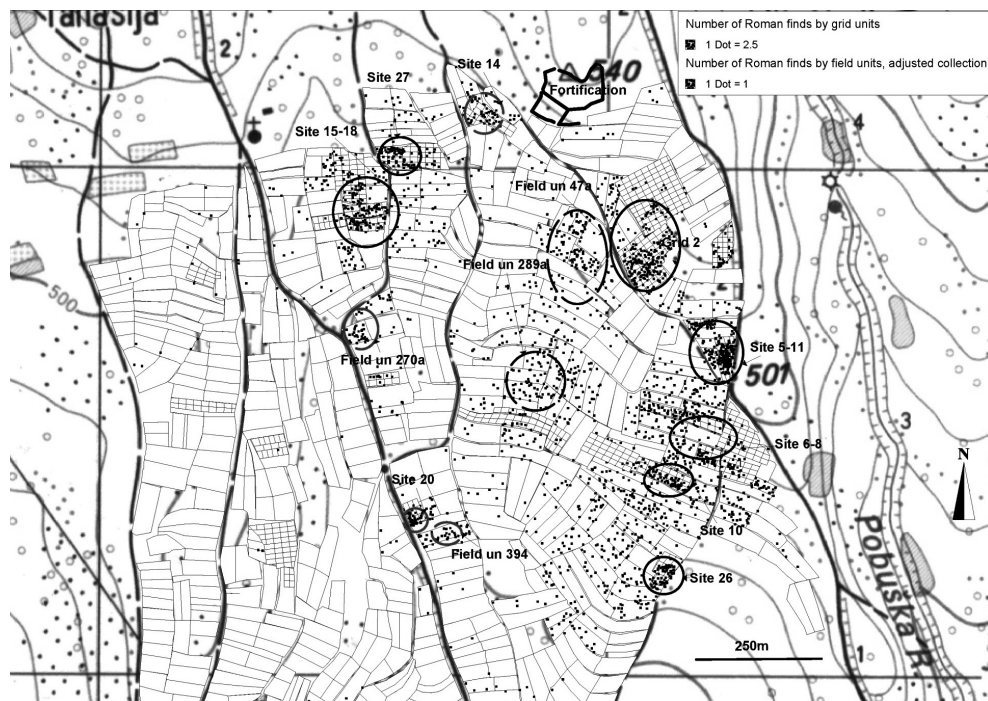 Tanasija
Number of Roman finds by grid units
1 Dot = 2.5
Number of Roman finds by field units, adjusted collection
1 Dot = 1
2
Site 14
Site 27
540
Fortification
Site 15-18
4
Field un 47a
Grid 2
Field un 289a
500
2
Site 5-11
Field un 270a
501
3
Site 6-8
N
Site 20
Site 10
Field un 394
Pobuška R
Site 26
250m
1